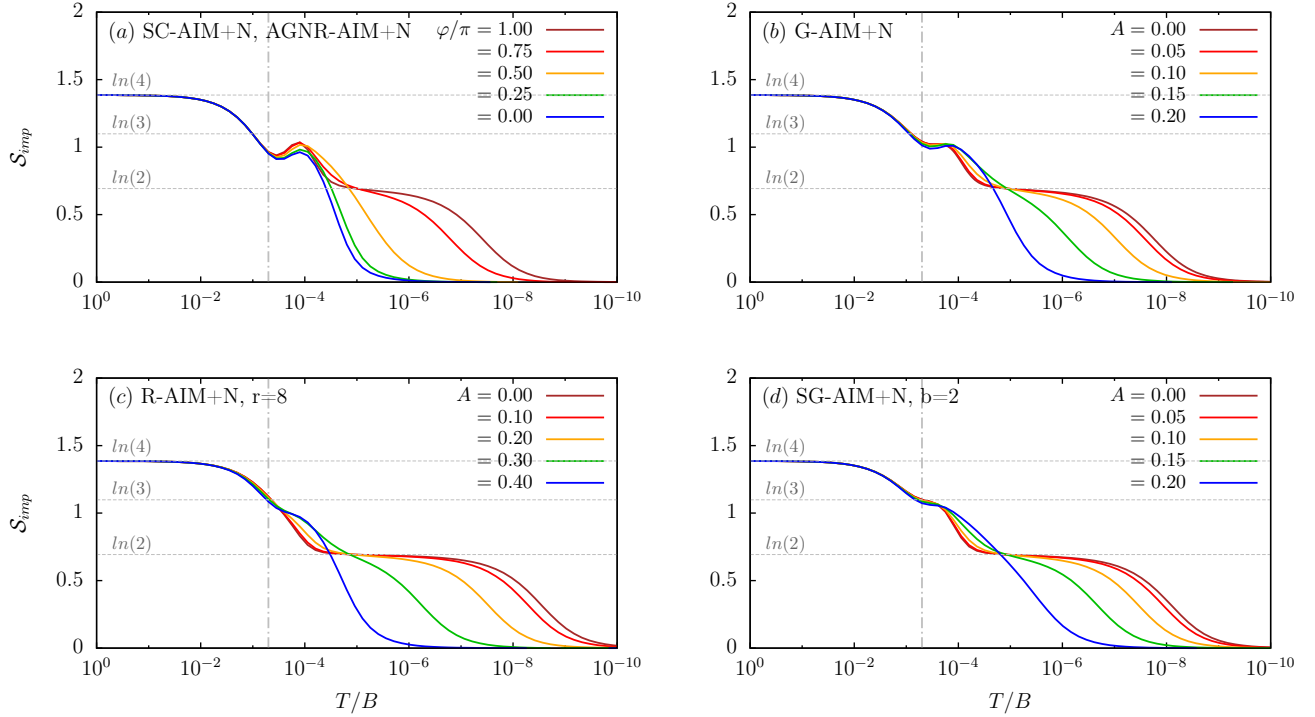 (a) SC-AIM+N, AGNR-AIM+N
φ/π = 1.00
= 0.75
= 0.50
= 0.25
= 0.00
2
1.5
1
0.5
0
ln(4)
ln(3)
ln(2)
S_imp
10^0 10^-2 10^-4 10^-6 10^-8 10^-10
(b) G-AIM+N
A = 0.00
= 0.05
= 0.10
= 0.15
= 0.20
2
1.5
1
0.5
0
ln(4)
ln(3)
ln(2)
10^0 10^-2 10^-4 10^-6 10^-8 10^-10
(c) R-AIM+N, r=8
A = 0.00
= 0.10
= 0.20
= 0.30
= 0.40
2
1.5
1
0.5
0
ln(4)
ln(3)
ln(2)
S_imp
10^0 10^-2 10^-4 10^-6 10^-8 10^-10
T/B
(d) SG-AIM+N, b=2
A = 0.00
= 0.05
= 0.10
= 0.15
= 0.20
2
1.5
1
0.5
0
ln(4)
ln(3)
ln(2)
10^0 10^-2 10^-4 10^-6 10^-8 10^-10
T/B